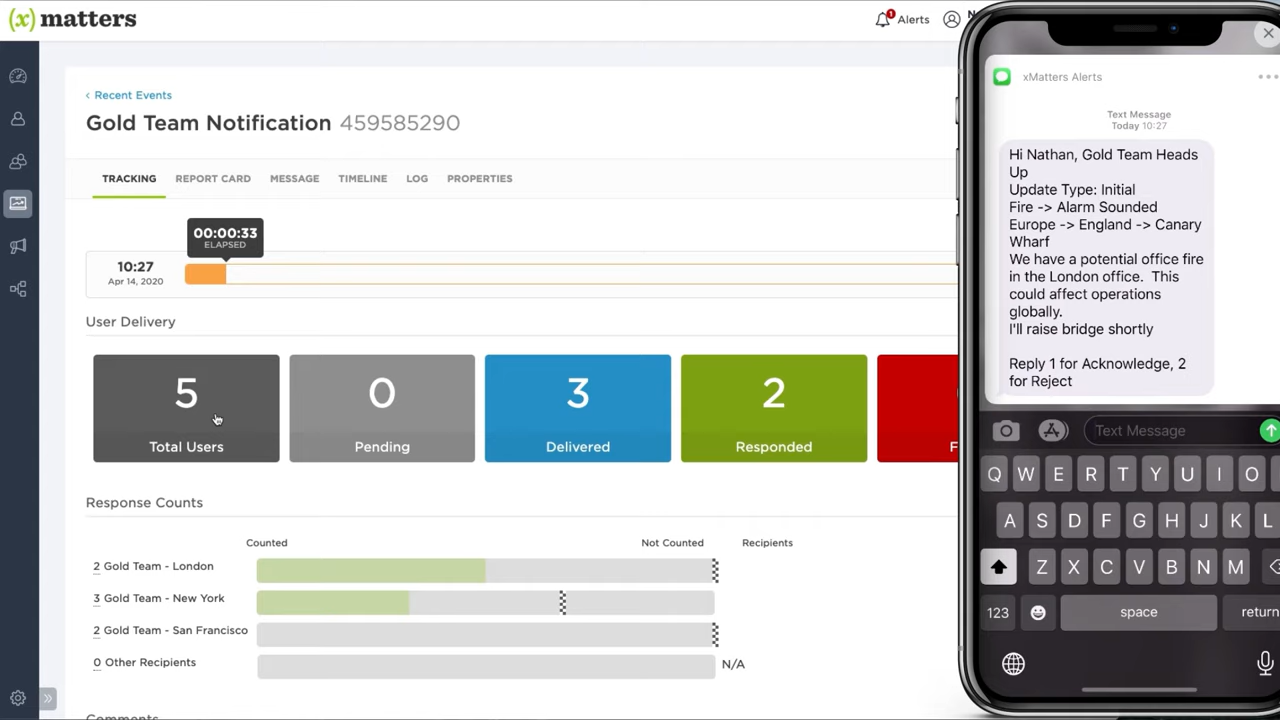 (x) matters
1
Alerts
N
Recent Events
Gold Team Notification 459585290
TRACKING
REPORT CARD
MESSAGE
TIMELINE
LOG
PROPERTIES
00:00:33
ELAPSED
10:27
Apr 14, 2020
User Delivery
5
Total Users
0
Pending
3
Delivered
2
Responded
F
Response Counts
Counted
Not Counted
Recipients
2 Gold Team - London
3 Gold Team - New York
2 Gold Team - San Francisco
0 Other Recipients
N/A
Comments
xMatters Alerts
Text Message
Today 10:27
Hi Nathan, Gold Team Heads
Up
Update Type: Initial
Fire -> Alarm Sounded
Europe -> England -> Canary
Wharf
We have a potential office fire
in the London office. This
could affect operations
globally.
I'll raise bridge shortly
Reply 1 for Acknowledge, 2
for Reject
Text Message
Q W E R T Y U I O
A S D F G H J K L
Z X C V B N M
123
space
return